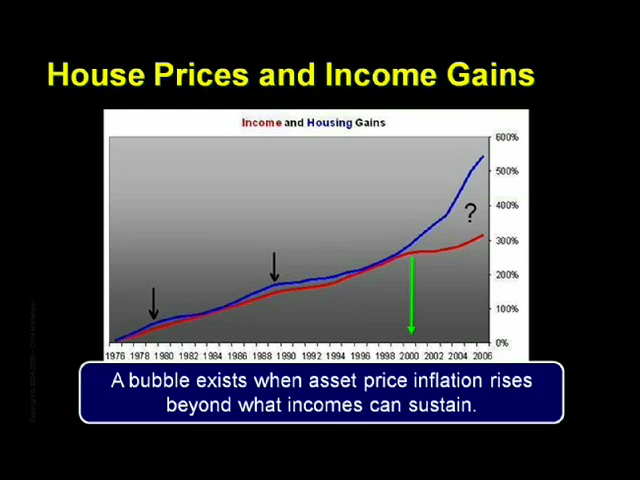 House Prices and Income Gains
Income and Housing Gains
600%
500%
400%
?
300%
200%
100%
0%
1976 1978 1980 1982 1984 1986 1988 1990 1992 1994 1996 1998 2000 2002 2004 2006
A bubble exists when asset price inflation rises
beyond what incomes can sustain.